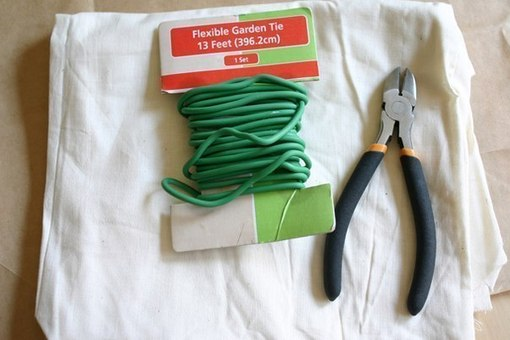 Flexible Garden Tie
13 Feet (396.2cm)
1 Set